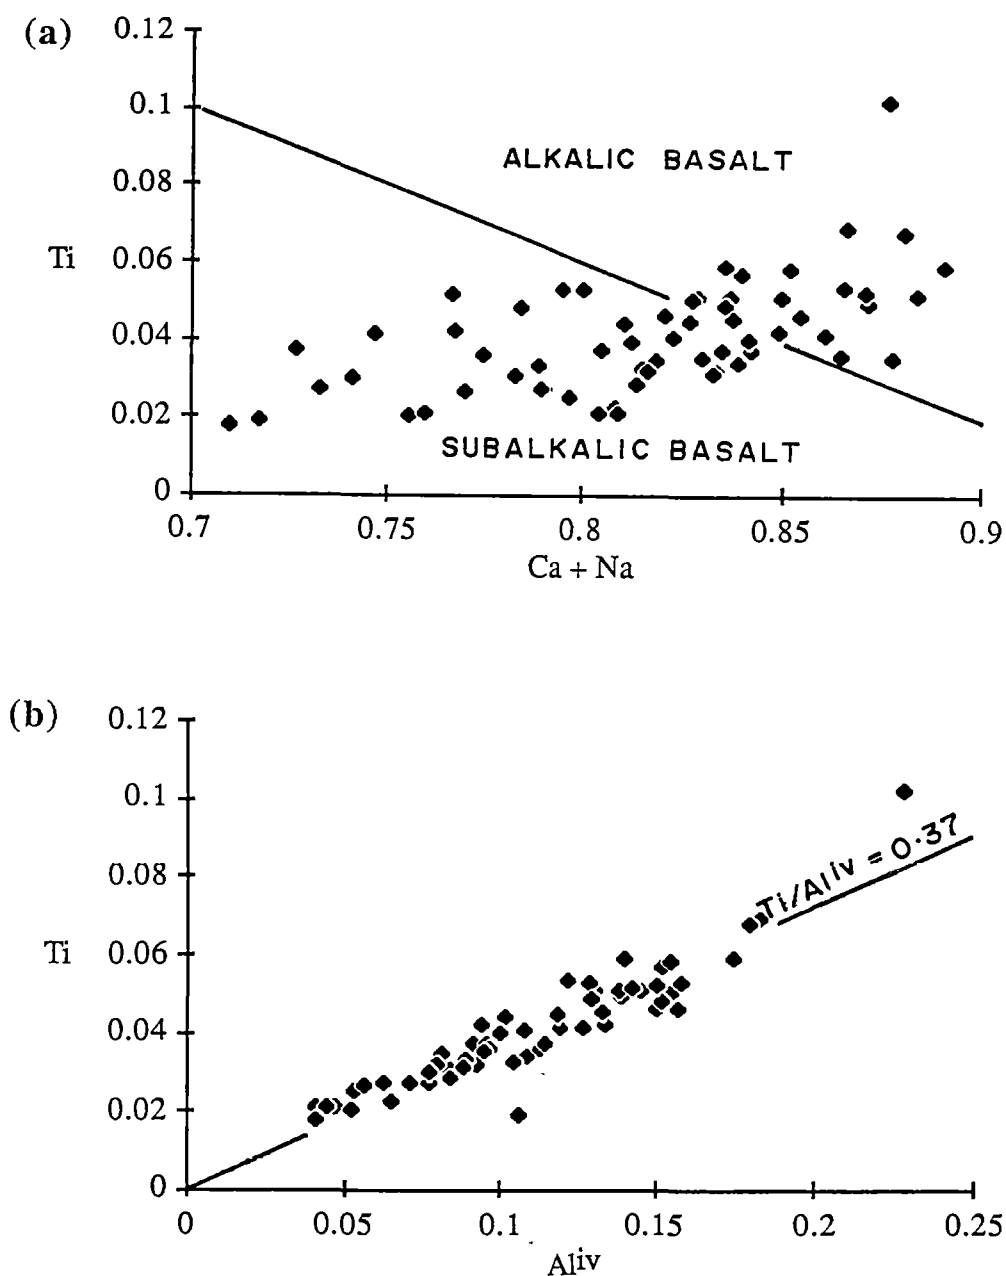 (a)
0.12
0.1
ALKALIC BASALT
0.08
Ti
0.06
0.04
0.02
SUBALKALIC BASALT
0
0.7 0.75 0.8 0.85 0.9
Ca + Na
(b)
0.12
0.1
Ti/Aliv = 0.37
0.08
Ti
0.06
0.04
0.02
0
0 0.05 0.1 0.15 0.2 0.25
Aliv